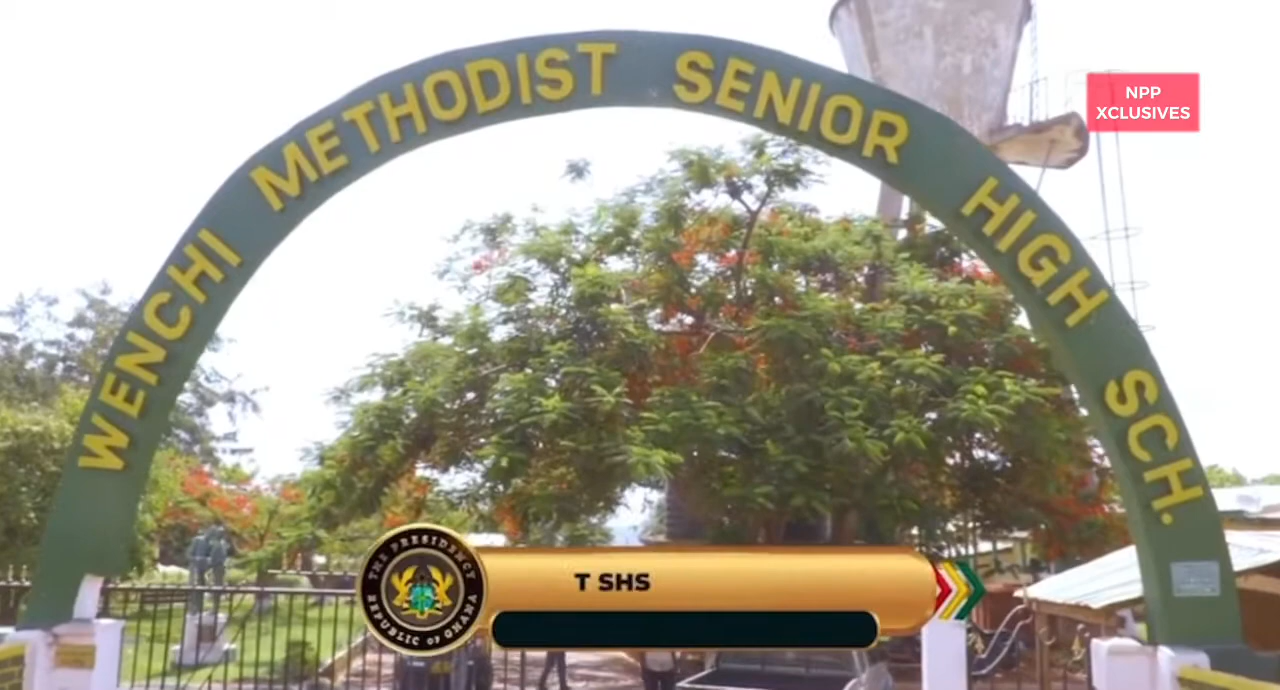 WENCHI METHODIST SENIOR HIGH SCH.
NPP
XCLUSIVES
THE PRESIDENCY
REPUBLIC OF GHANA
T SHS